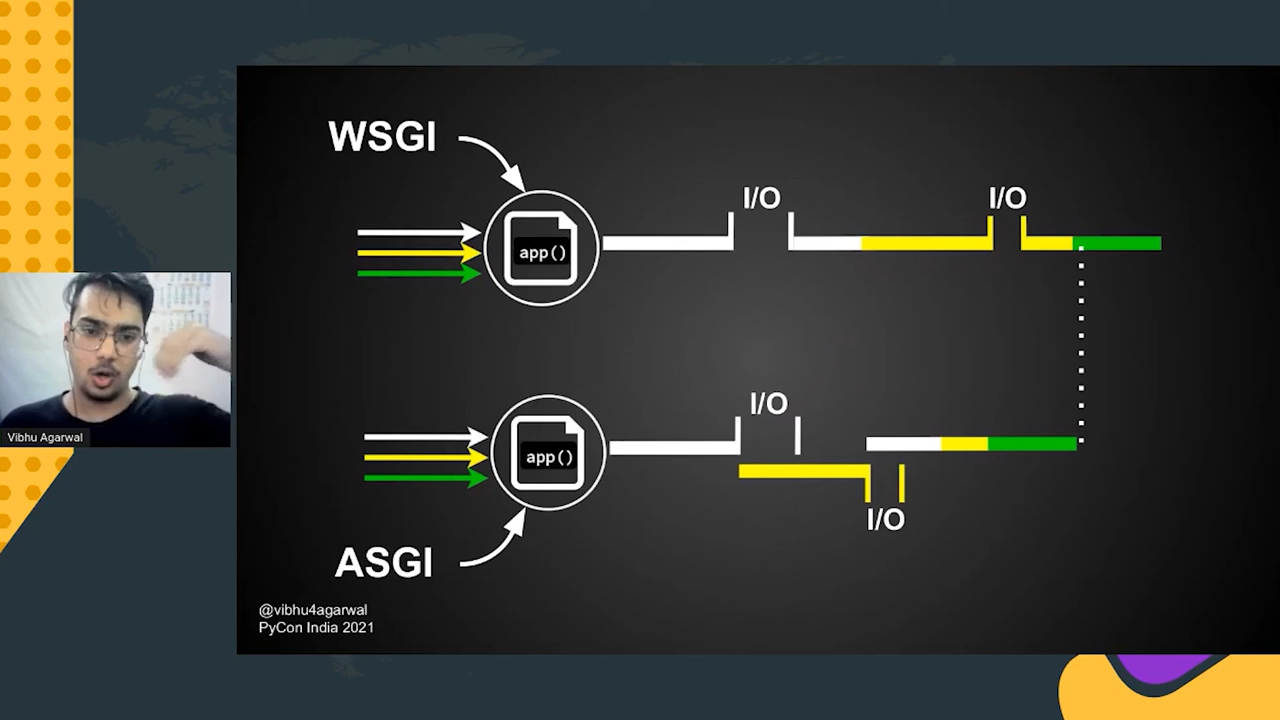 WSGI
I/O
I/O
app()
I/O
app()
I/O
ASGI
Vibhu Agarwal
@vibhu4agarwal
PyCon India 2021